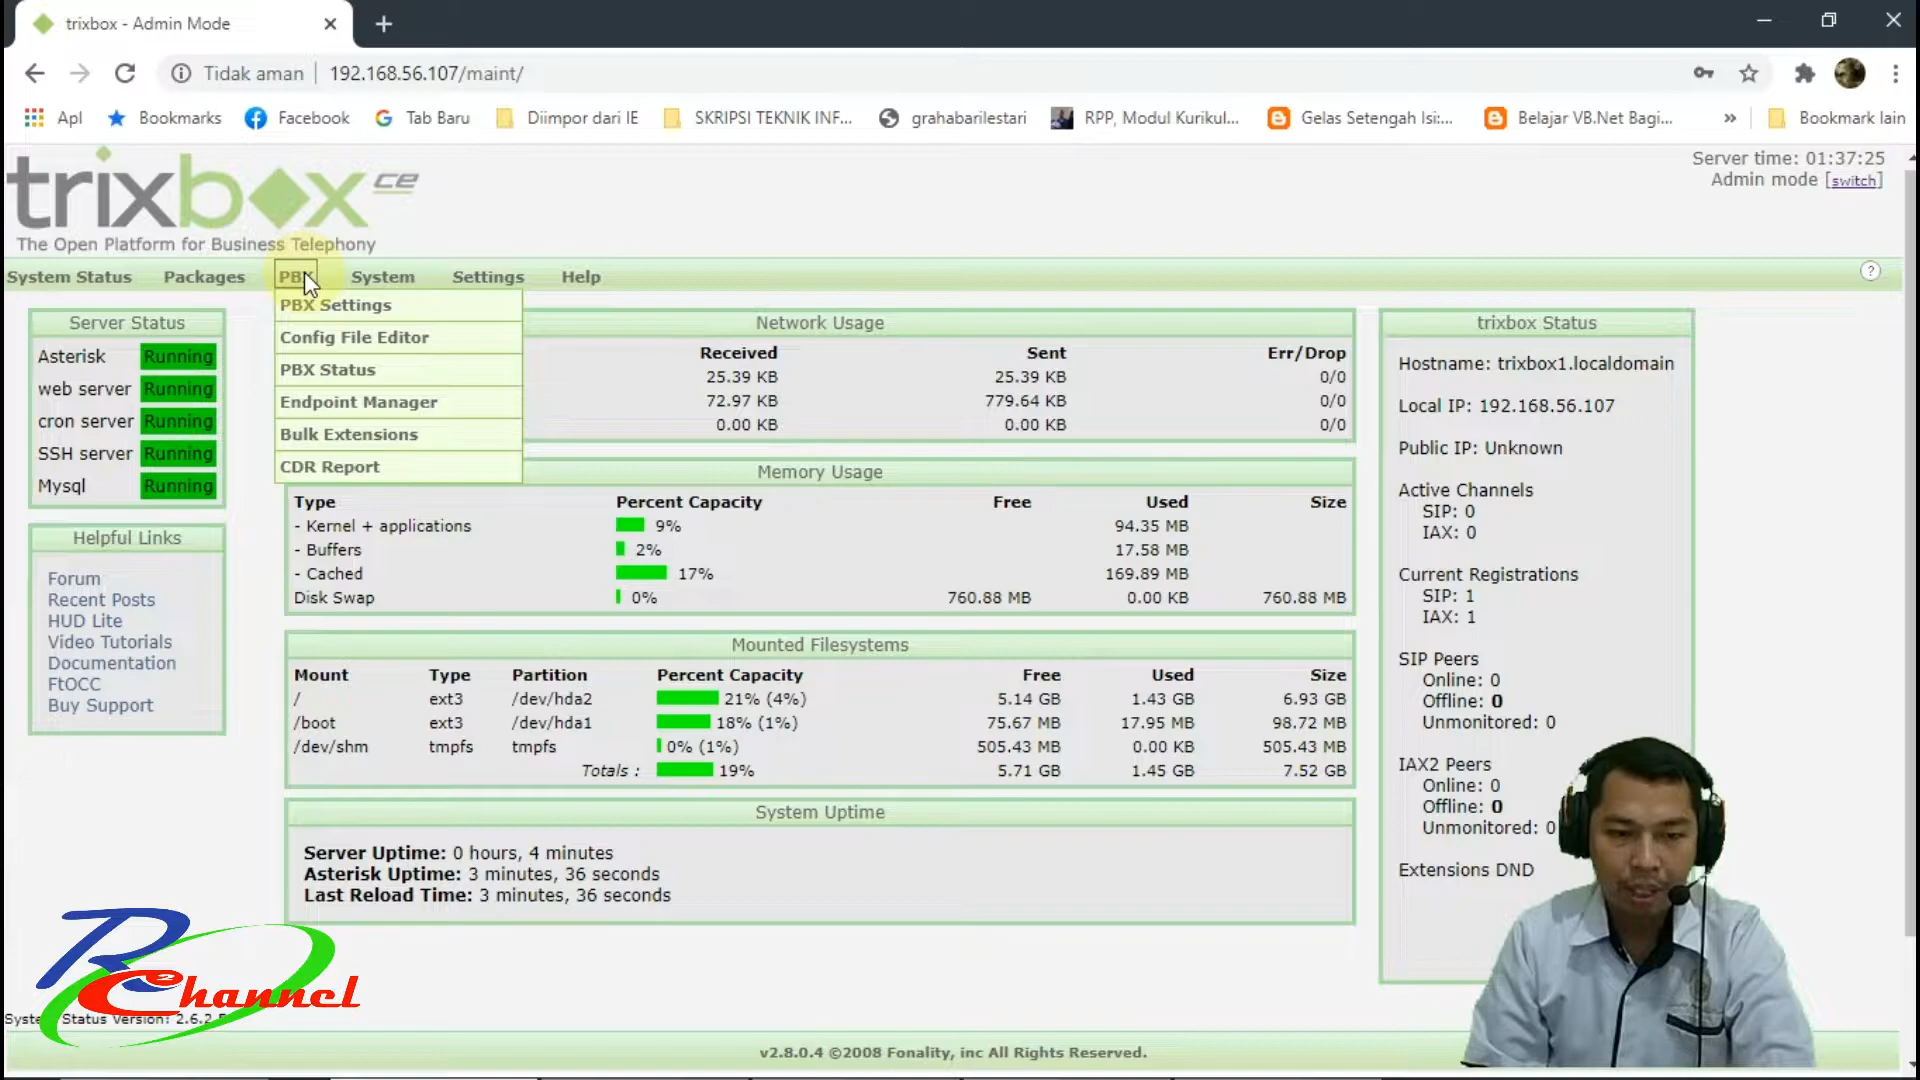 trixbox - Admin Mode
Tidak aman
192.168.56.107/maint/
Apl
Bookmarks
Facebook
Tab Baru
Diimpor dari IE
SKRIPSI TEKNIK INF...
grahabarilestari
RPP, Modul Kurikul...
Gelas Setengah Isi:...
Belajar VB.Net Bagi...
»
Bookmark lain
trixbox ce
The Open Platform for Business Telephony
Server time: 01:37:25
Admin mode [switch]
System Status
Packages
PBX
System
Settings
Help
?
PBX Settings
Config File Editor
PBX Status
Endpoint Manager
Bulk Extensions
CDR Report
Server Status
Asterisk Running
web server Running
cron server Running
SSH server Running
Mysql Running
Helpful Links
Forum
Recent Posts
HUD Lite
Video Tutorials
Documentation
FtOCC
Buy Support
Network Usage
Received Sent Err/Drop
25.39 KB 25.39 KB 0/0
72.97 KB 779.64 KB 0/0
0.00 KB 0.00 KB 0/0
Memory Usage
Type Percent Capacity Free Used Size
- Kernel + applications 9% 94.35 MB
- Buffers 2% 17.58 MB
- Cached 17% 169.89 MB
Disk Swap 0% 760.88 MB 0.00 KB 760.88 MB
Mounted Filesystems
Mount Type Partition Percent Capacity Free Used Size
/ ext3 /dev/hda2 21% (4%) 5.14 GB 1.43 GB 6.93 GB
/boot ext3 /dev/hda1 18% (1%) 75.67 MB 17.95 MB 98.72 MB
/dev/shm tmpfs tmpfs 0% (1%) 505.43 MB 0.00 KB 505.43 MB
Totals : 19% 5.71 GB 1.45 GB 7.52 GB
System Uptime
Server Uptime: 0 hours, 4 minutes
Asterisk Uptime: 3 minutes, 36 seconds
Last Reload Time: 3 minutes, 36 seconds
trixbox Status
Hostname: trixbox1.localdomain
Local IP: 192.168.56.107
Public IP: Unknown
Active Channels
SIP: 0
IAX: 0
Current Registrations
SIP: 1
IAX: 1
SIP Peers
Online: 0
Offline: 0
Unmonitored: 0
IAX2 Peers
Online: 0
Offline: 0
Unmonitored: 0
Extensions DND
R2 Channel
Status Version: 2.6.2
v2.8.0.4 ©2008 Fonality, inc All Rights Reserved.